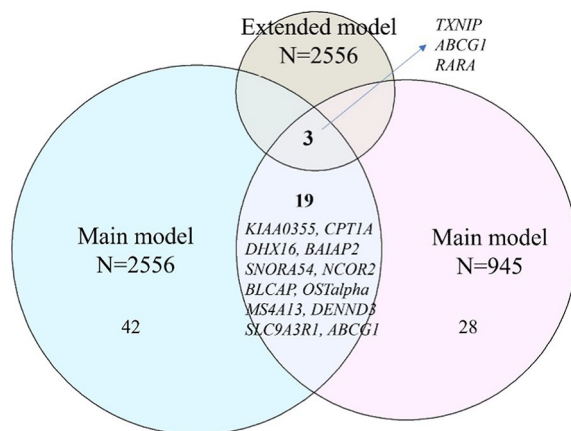 Extended model
N=2556
TXNIP
ABCG1
RARA
3
19
KIAA0355, CPT1A
DHX16, BAIAP2
SNORA54, NCOR2
BLCAP, OSTalpha
MS4A13, DENND3
SLC9A3R1, ABCG1
Main model
N=2556
42
Main model
N=945
28